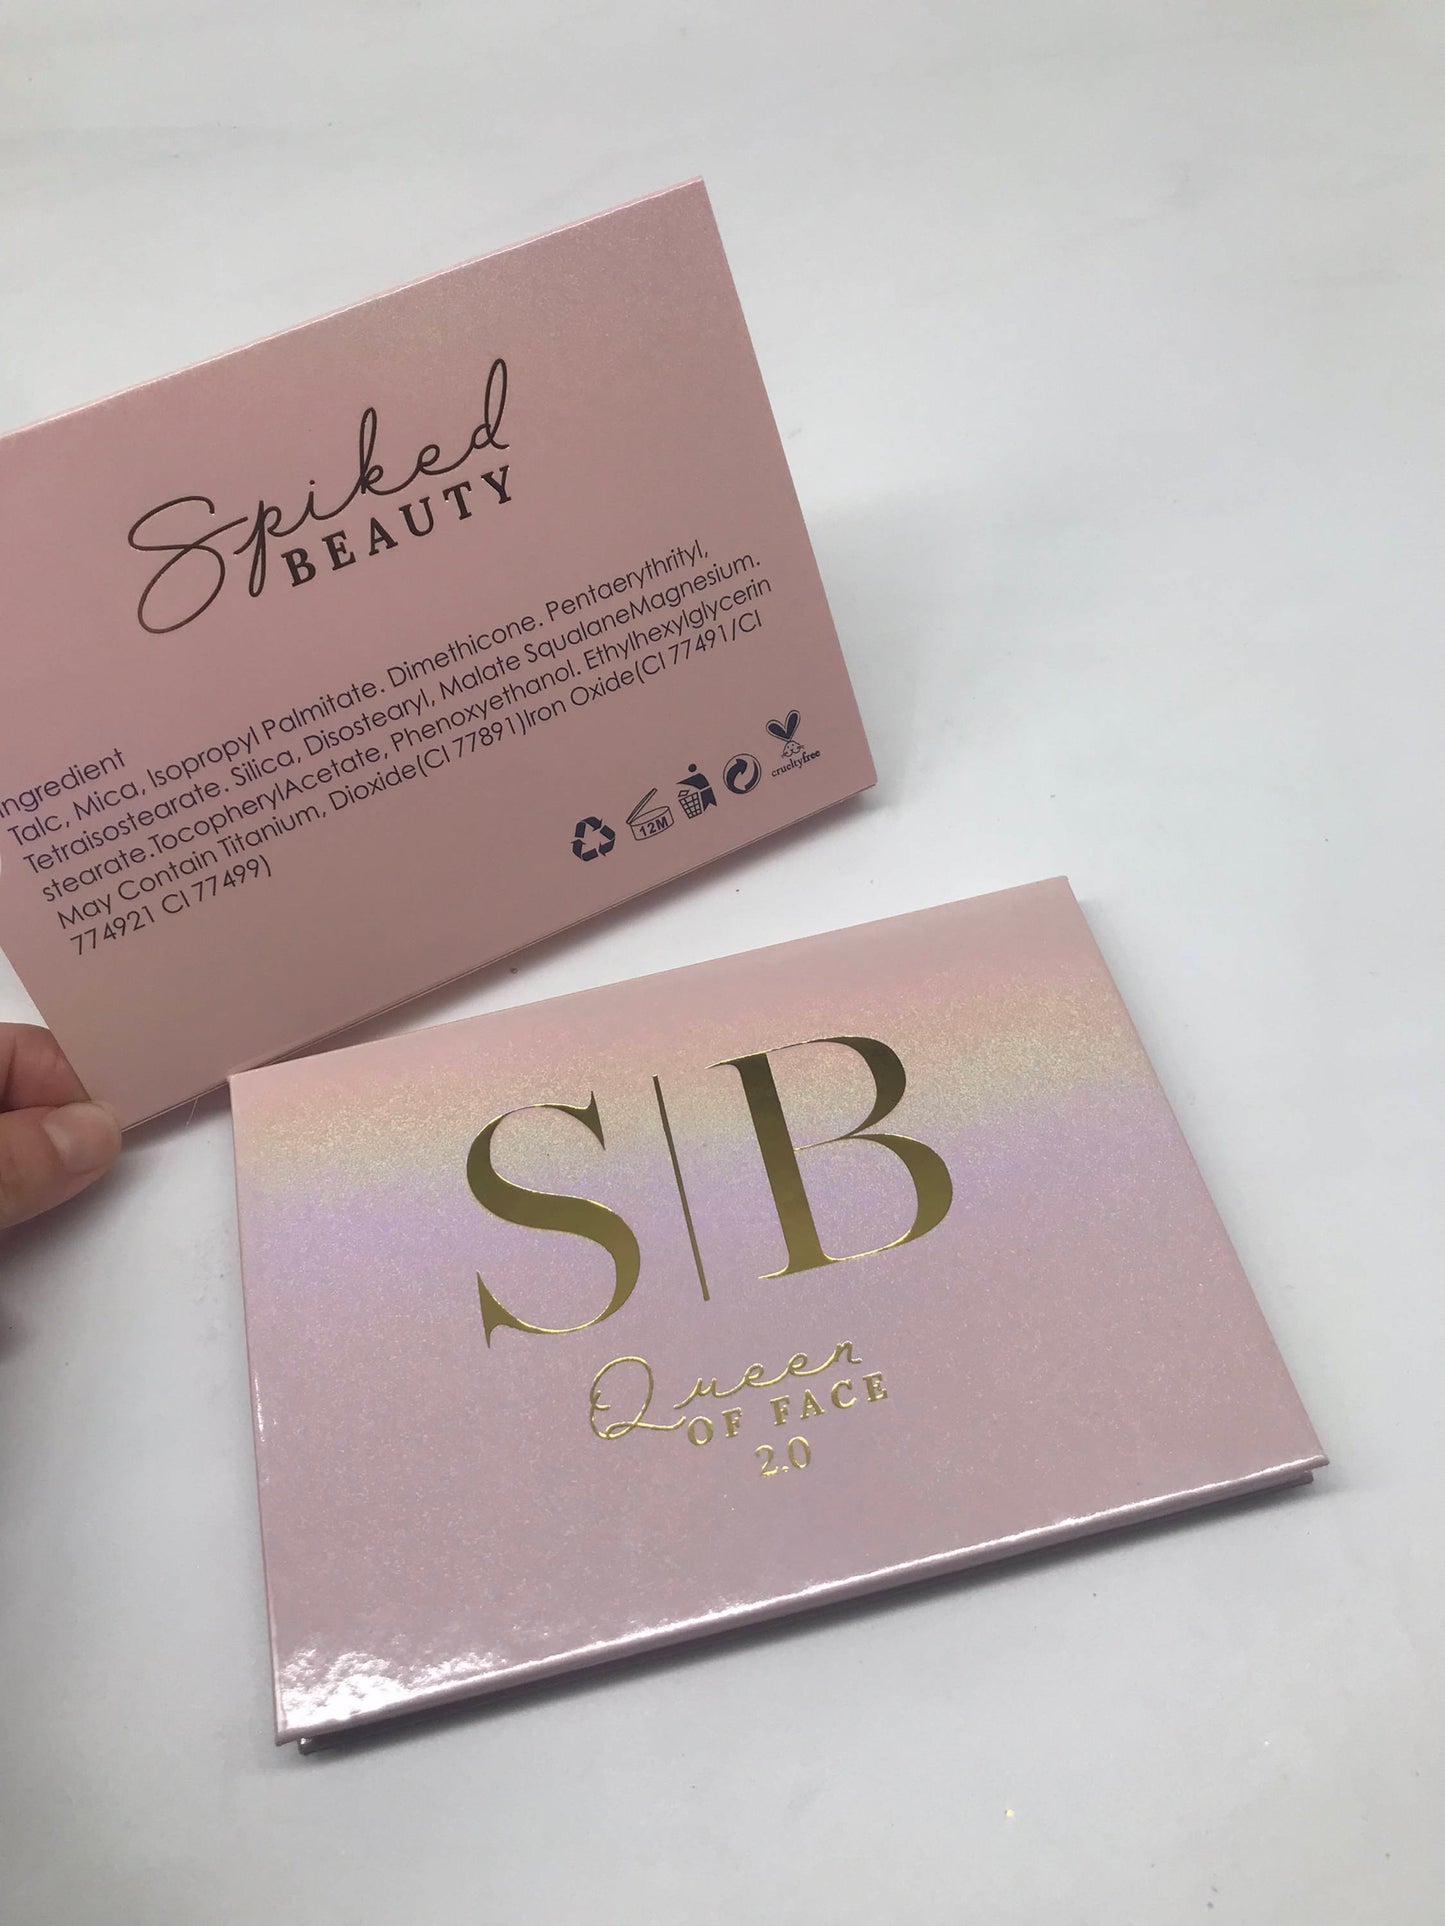 Spiked
BEAUTY
Ingredient
Talc, Mica, Isopropyl Palmitate. Dimethicone. Pentaerythrityl,
Tetraisostearate. Silica, Disostearyl, Malate SqualaneMagnesium.
stearate.TocopherylAcetate, Phenoxyethanol. Ethylhexylglycerin
May Contain Titanium, Dioxide(CI 77891)Iron Oxide(CI 77491/CI
774921 CI 77499)
12M
crueltyfree
S|B
Queen
OF FACE
2.0